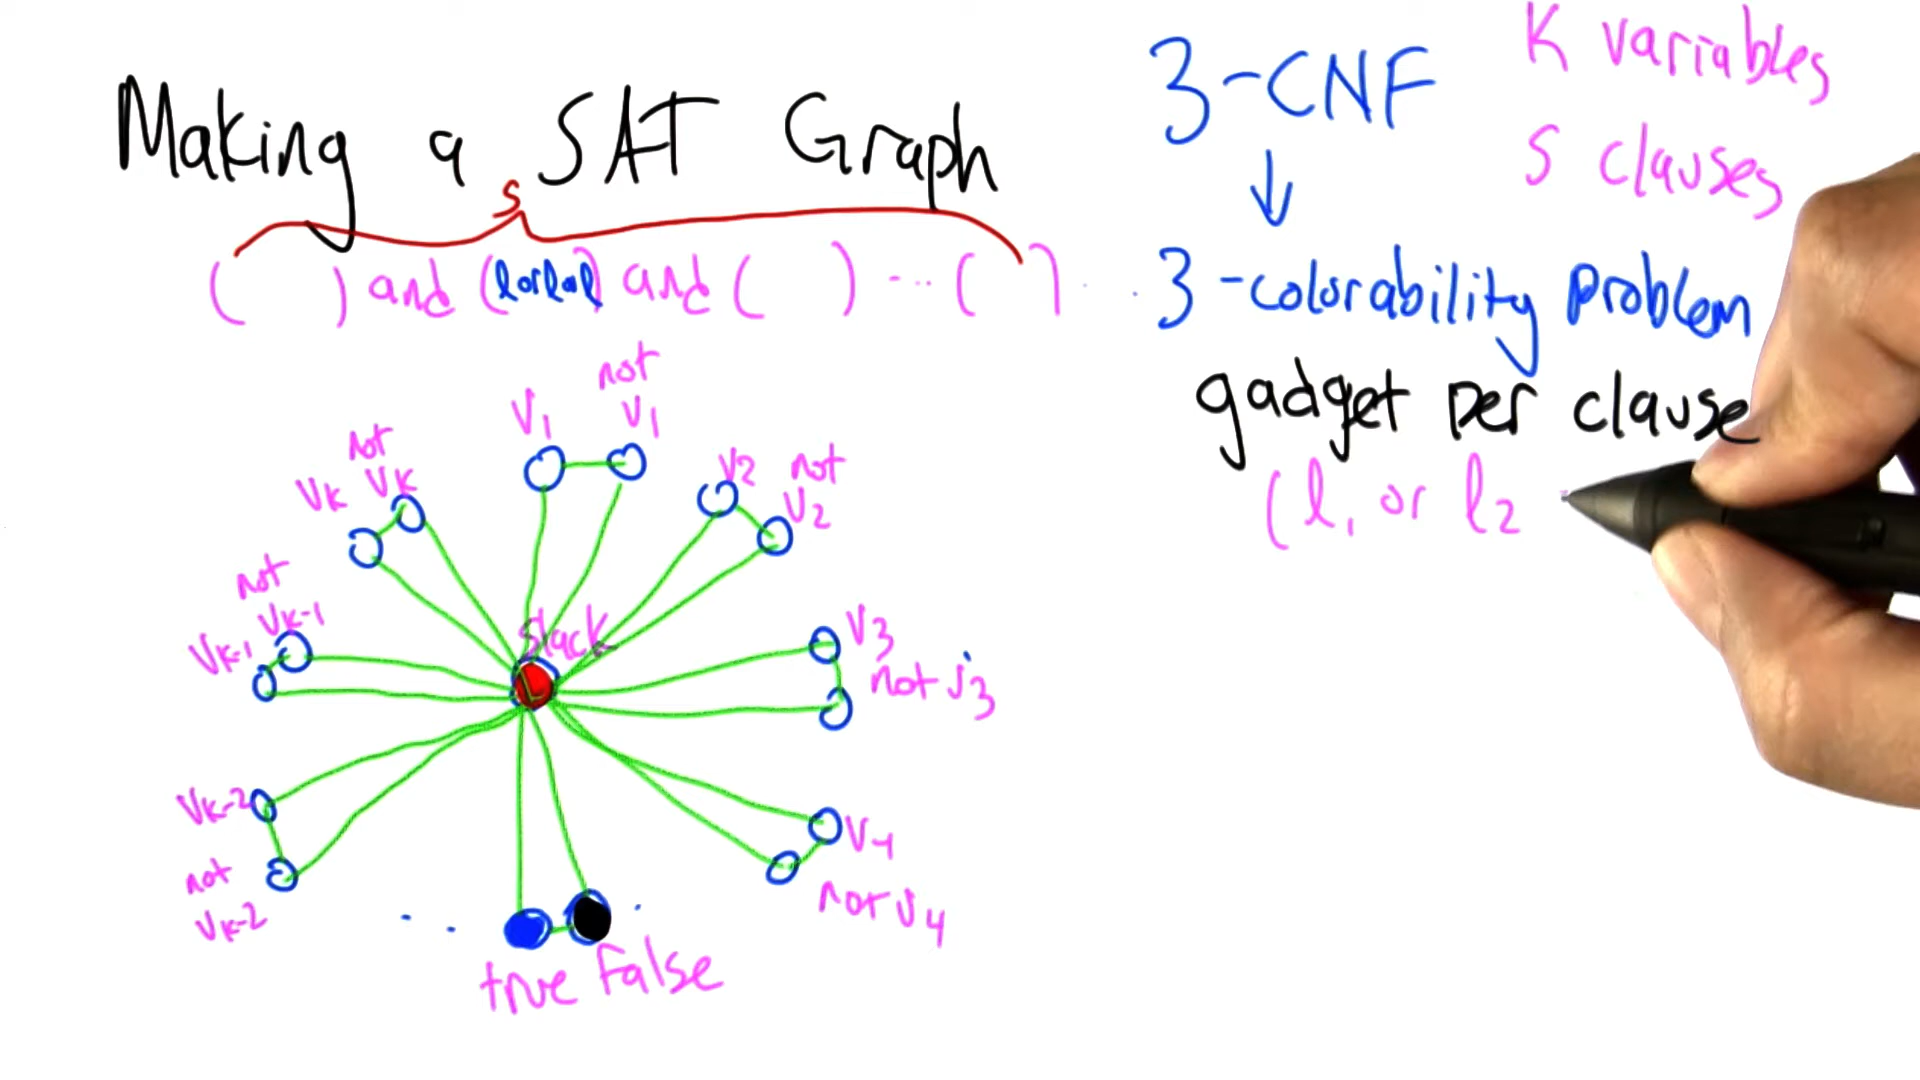 Making a SAT Graph
s
( ) and (l or l or l) and ( ) ... ( )
3-CNF
K variables
S clauses
↓
3-colorability problem
gadget per clause
(l1 or l2
V1
not
V1
V2
not
V2
V3
not v3
V4
not v4
true False
VK-2
not
VK-2
VK-1
not
VK-1
VK
not
VK
slack